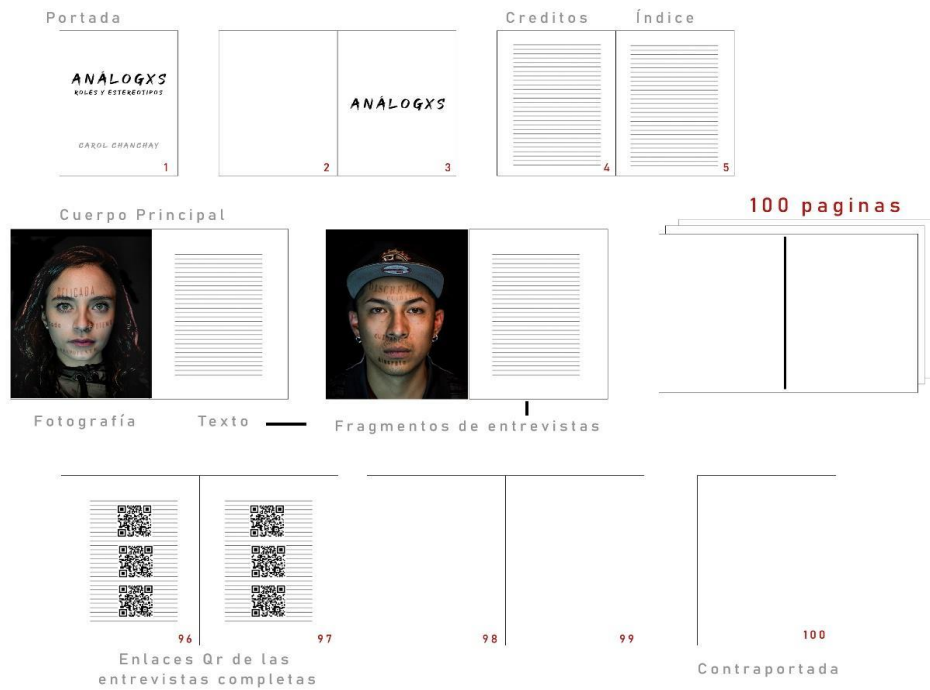 Portada
Creditos
Índice
ANÁLOGXS
ROLES Y ESTEREOTIPOS
CAROL CHANCHAY
1
2
ANÁLOGXS
3
4
5
Cuerpo Principal
100 paginas
DELICADA
Fotografía
Texto
Fragmentos de entrevistas
96
97
98
99
100
Enlaces Qr de las
entrevistas completas
Contraportada